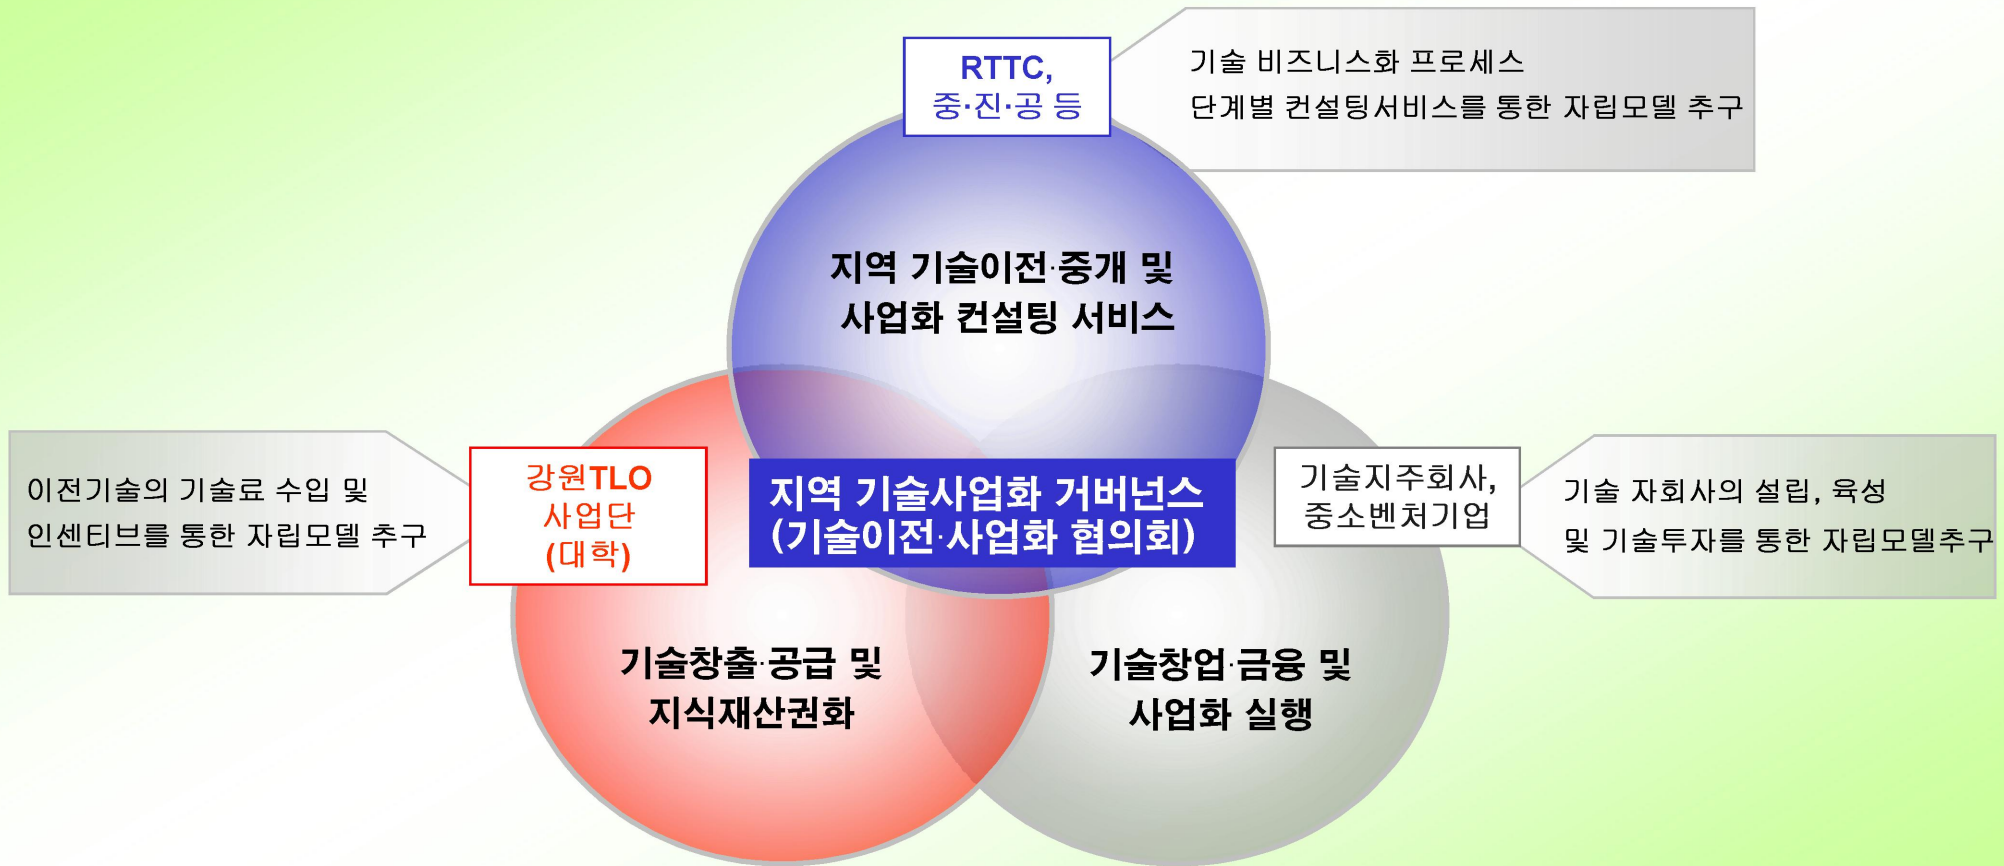 RTTC,
중·진·공 등
기술 비즈니스화 프로세스
단계별 컨설팅서비스를 통한 자립모델 추구
지역 기술이전·중개 및
사업화 컨설팅 서비스
이전기술의 기술료 수입 및
인센티브를 통한 자립모델 추구
강원TLO
사업단
(대학)
지역 기술사업화 거버넌스
(기술이전·사업화 협의회)
기술지주회사,
중소벤처기업
기술 자회사의 설립, 육성
및 기술투자를 통한 자립모델추구
기술창출·공급 및
지식재산권화
기술창업·금융 및
사업화 실행